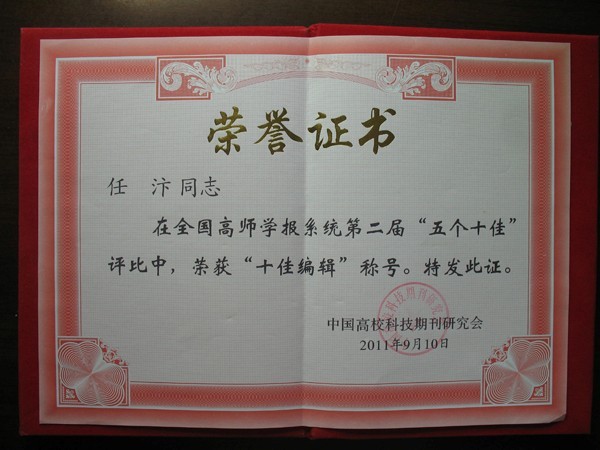 荣誉证书
任 汴 同志
在全国高师学报系统第二届“五个十佳”
评比中，荣获“十佳编辑”称号。特发此证。
中国高校科技期刊研究会
2011年9月10日